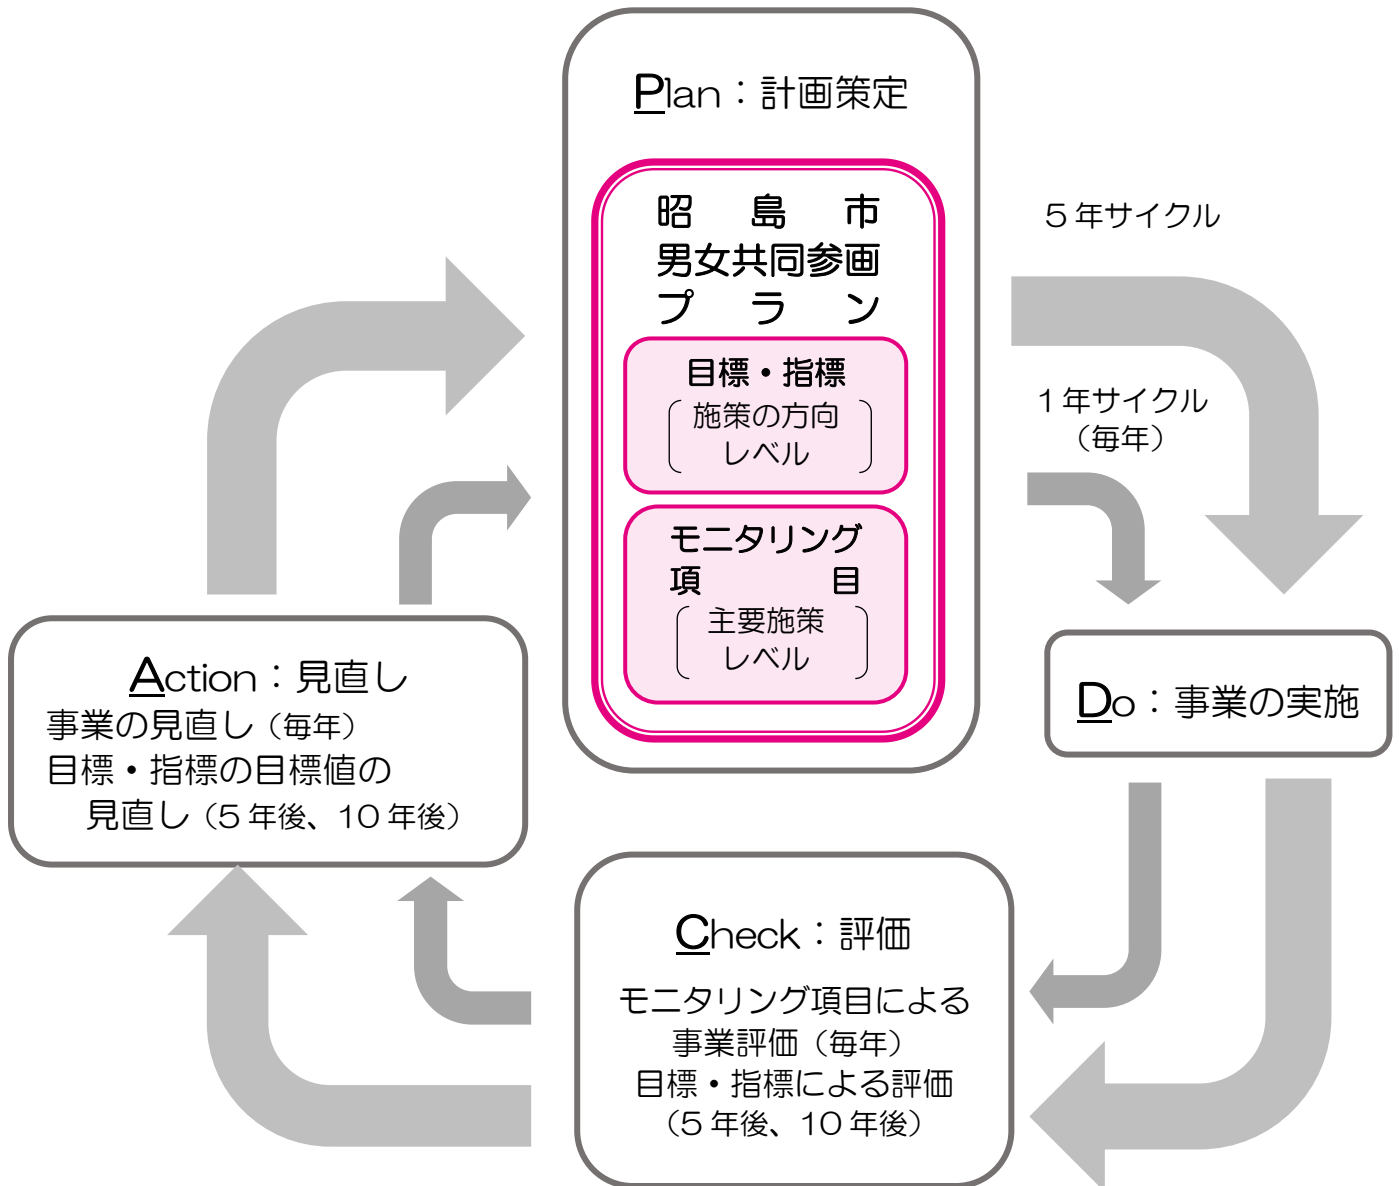 Plan：計画策定
昭島市
男女共同参画
プラン
目標・指標
施策の方向
レベル
モニタリング
項目
主要施策
レベル
5年サイクル
1年サイクル
（毎年）
Do：事業の実施
Check：評価
モニタリング項目による
事業評価（毎年）
目標・指標による評価
（5年後、10年後）
Action：見直し
事業の見直し（毎年）
目標・指標の目標値の
見直し（5年後、10年後）